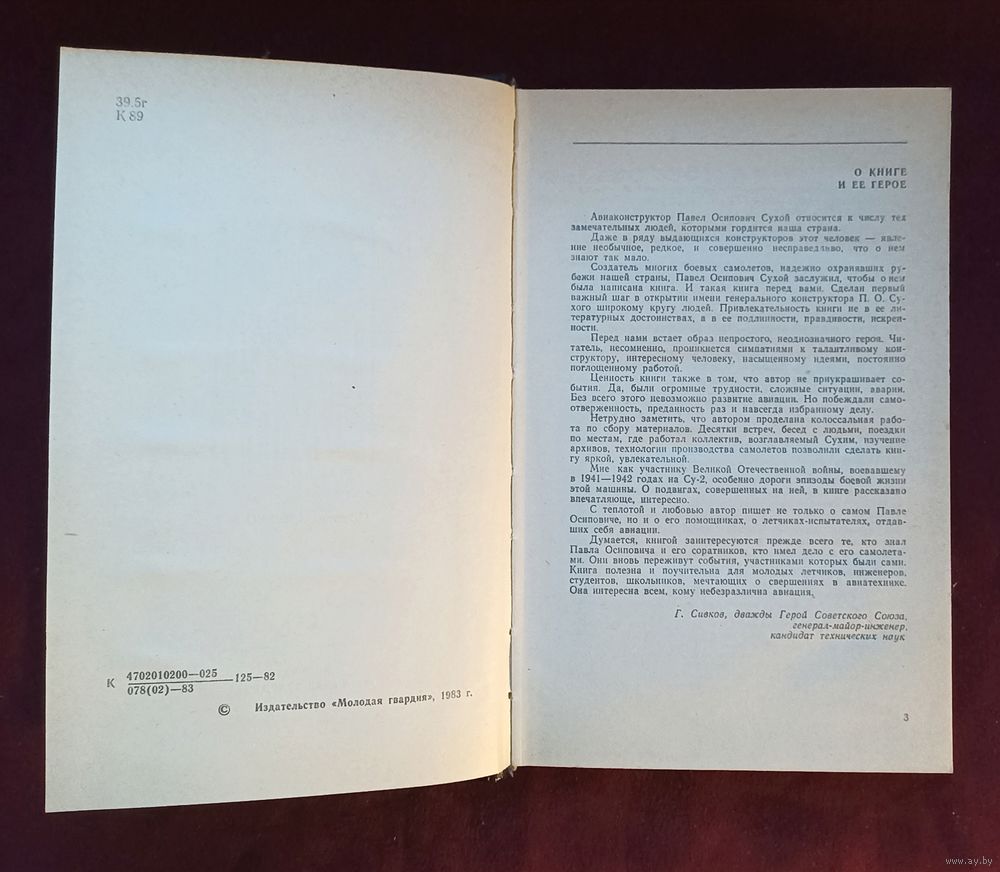 39.5г
К 89
К 4702010200—025 125—82
078(02)—83
© Издательство «Молодая гвардия», 1983 г.
О КНИГЕ
И ЕЕ ГЕРОЕ
Авиаконструктор Павел Осипович Сухой относится к числу тех
замечательных людей, которыми гордится наша страна.
Даже в ряду выдающихся конструкторов этот человек — явле-
ние необычное, редкое, и совершенно несправедливо, что о нем
знают так мало.
Создатель многих боевых самолетов, надежно охранявших ру-
бежи нашей страны, Павел Осипович Сухой заслужил, чтобы о нем
была написана книга. И такая книга перед вами. Сделан первый
важный шаг в открытии имени генерального конструктора П. О. Су-
хого широкому кругу людей. Привлекательность книги не в ее ли-
тературных достоинствах, а в ее подлинности, правдивости, искрен-
ности.
Перед нами встает образ непростого, неоднозначного героя. Чи-
татель, несомненно, проникнется симпатиями к талантливому кон-
структору, интересному человеку, насыщенному идеями, постоянно
поглощенному работой.
Ценность книги также в том, что автор не приукрашивает со-
бытия. Да, были огромные трудности, сложные ситуации, аварии.
Без всего этого невозможно развитие авиации. Но побеждали само-
отверженность, преданность раз и навсегда избранному делу.
Нетрудно заметить, что автором проделана колоссальная рабо-
та по сбору материалов. Десятки встреч, бесед с людьми, поездки
по местам, где работал коллектив, возглавляемый Сухим, изучение
архивов, технологии производства самолетов позволили сделать кни-
гу яркой, увлекательной.
Мне как участнику Великой Отечественной войны, воевавшему
в 1941—1942 годах на Су-2, особенно дороги эпизоды боевой жизни
этой машины. О подвигах, совершенных на ней, в книге рассказано
впечатляюще, интересно.
С теплотой и любовью автор пишет не только о самом Павле
Осиповиче, но и о его помощниках, о летчиках-испытателях, отдав-
ших себя авиации.
Думается, книгой заинтересуются прежде всего те, кто знал
Павла Осиповича и его соратников, кто имел дело с его самолета-
ми. Они вновь переживут события, участниками которых были сами.
Книга полезна и поучительна для молодых летчиков, инженеров,
студентов, школьников, мечтающих о свершениях в авиатехнике.
Она интересна всем, кому небезразлична авиация.
Г. Сивков, дважды Герой Советского Союза,
генерал-майор-инженер,
кандидат технических наук
3
www.ay.by